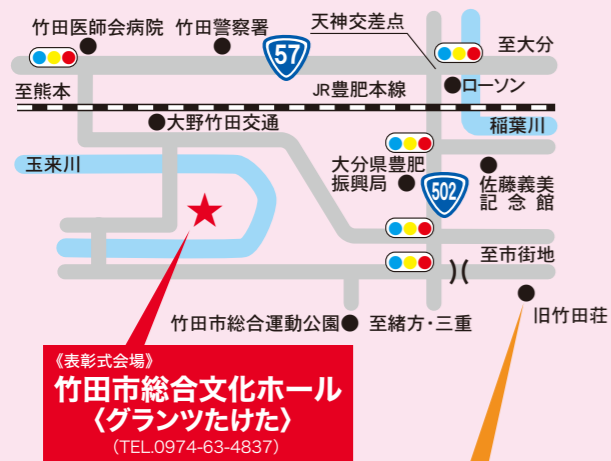 竹田医師会病院
竹田警察署
天神交差点
57
至大分
至熊本
JR豊肥本線
ローソン
大野竹田交通
稲葉川
玉来川
大分県豊肥
振興局
502
佐藤義美
記念館
至市街地
竹田市総合運動公園
至緒方・三重
旧竹田荘
《表彰式会場》
竹田市総合文化ホール
〈グランツたけた〉
(TEL.0974-63-4837)